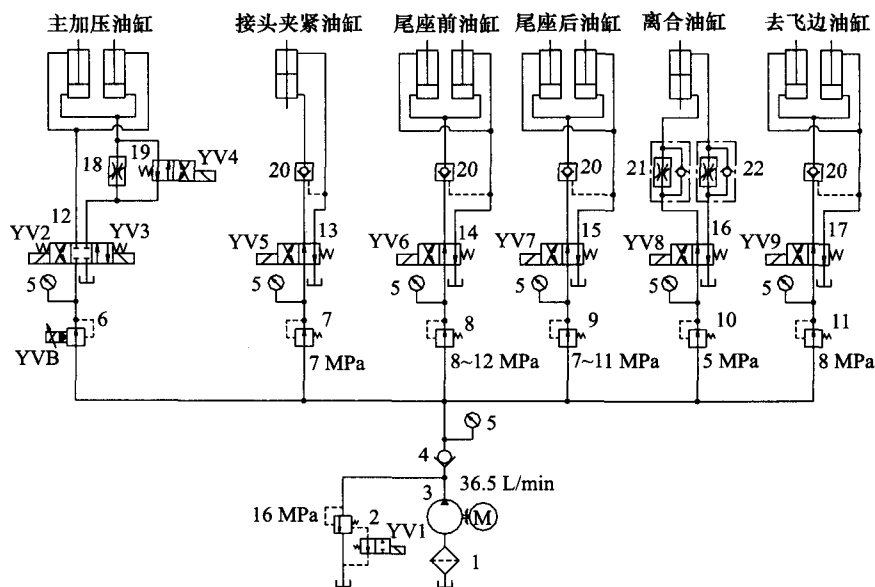 主加压油缸 接头夹紧油缸 尾座前油缸 尾座后油缸 离合油缸 去飞边油缸
18 19 YV4 20 20 20 21 22 20
12
YV2 YV3 YV5 13 YV6 14 YV7 15 YV8 16 YV9 17
5 5 5 5 5 5
6 7 8 9 10 11
YVB
7 MPa 8~12 MPa 7~11 MPa 5 MPa 8 MPa
5
4
3 36.5 L/min
16 MPa 2 YV1 M
1